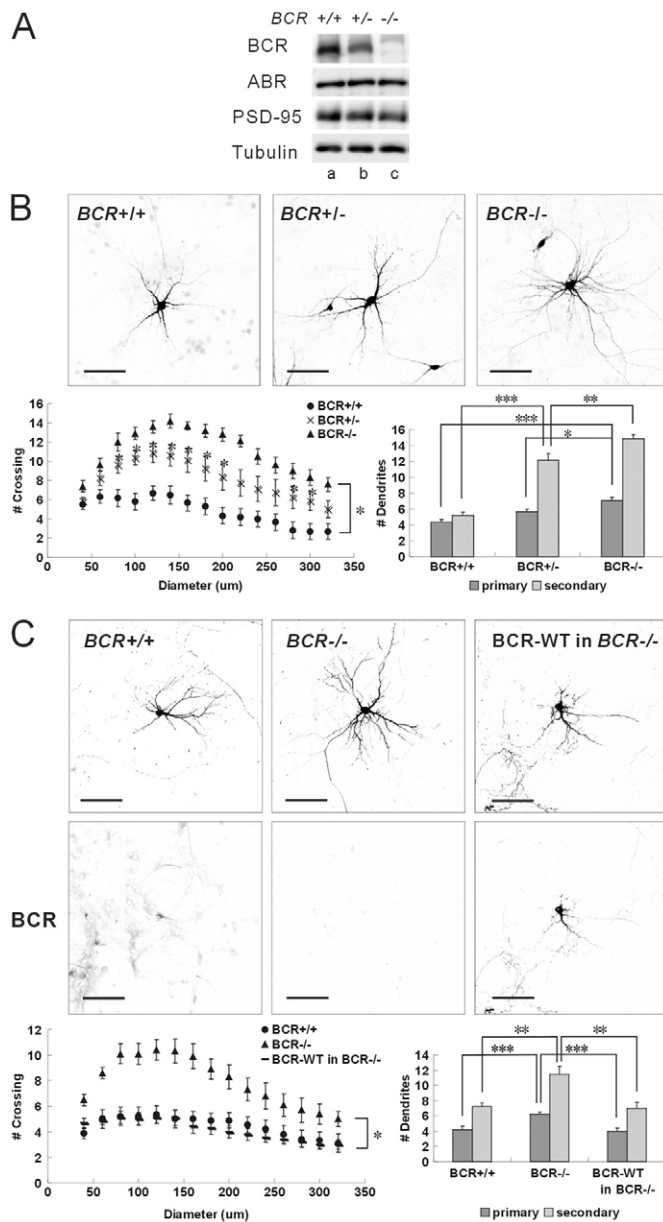 A
BCR +/+ +/- -/-
BCR
ABR
PSD-95
Tubulin
a b c
B
BCR+/+
BCR+/-
BCR-/-
# Crossing
16
14
12
10
8
6
4
2
0
0 50 100 150 200 250 300 350
Diameter (um)
BCR+/+
BCR+/-
BCR-/-
*
# Dendrites
16
12
8
4
0
***
***
**
*
BCR+/+ BCR+/- BCR-/-
primary secondary
C
BCR+/+
BCR-/-
BCR-WT in BCR-/-
BCR
# Crossing
12
10
8
6
4
2
0
0 50 100 150 200 250 300 350
Diameter (um)
BCR+/+
BCR-/-
BCR-WT in BCR-/-
*
# Dendrites
14
12
10
8
6
4
2
0
** **
*** ***
BCR+/+ BCR-/- BCR-WT
in BCR-/-
primary secondary